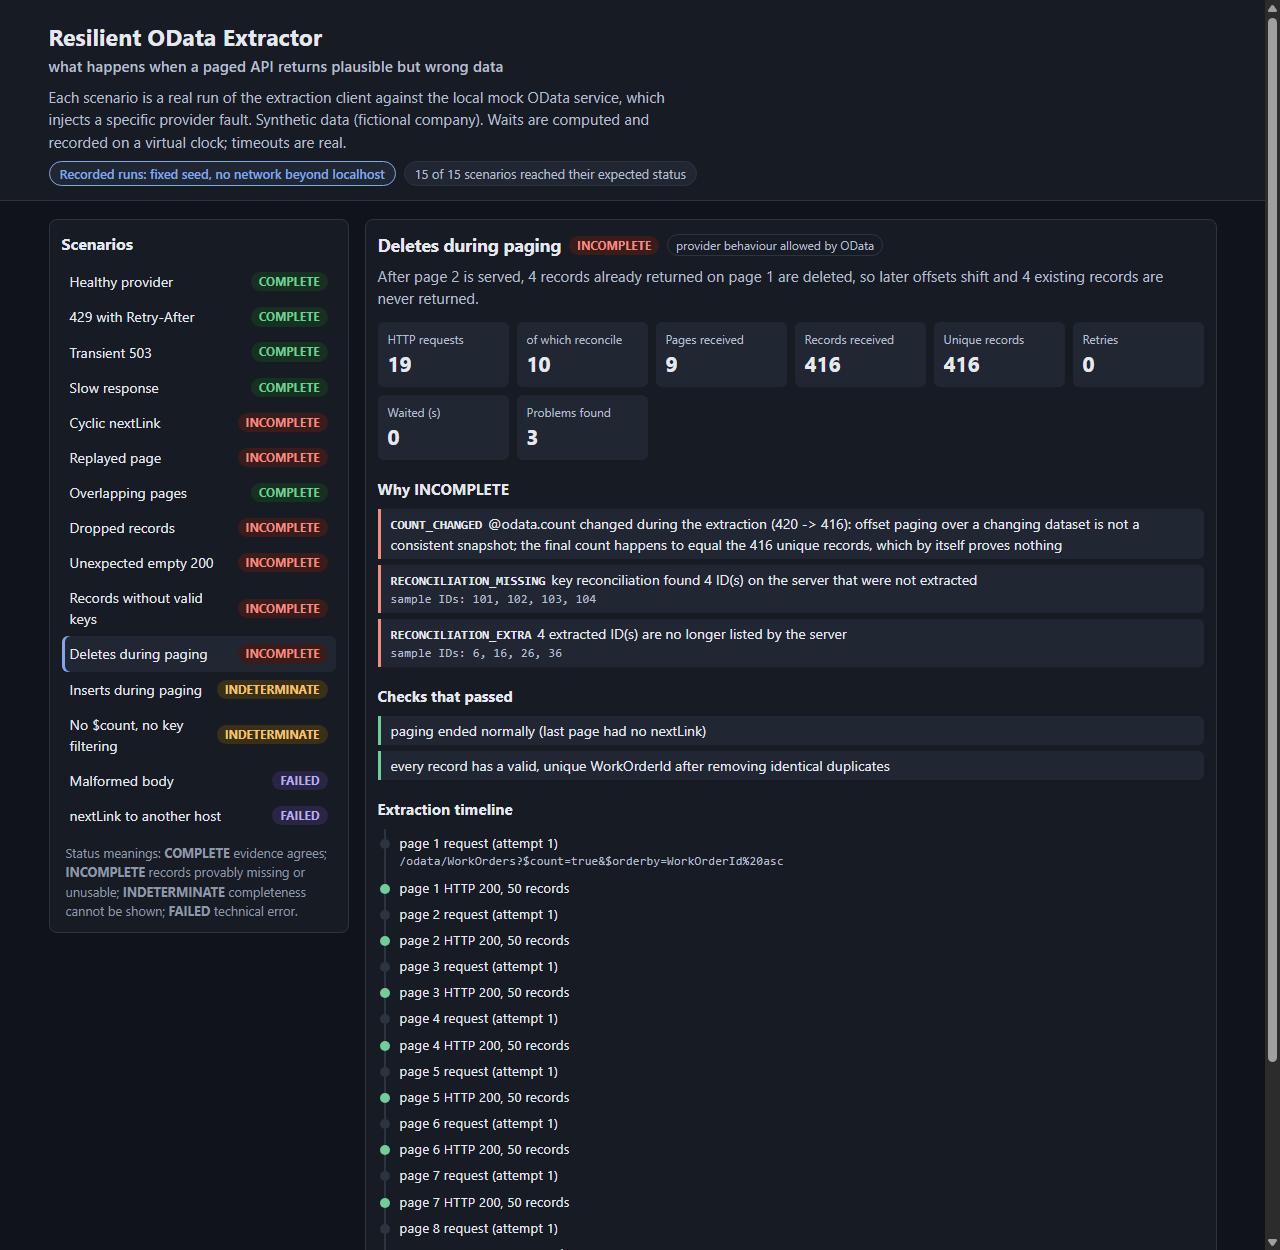 Resilient OData Extractor
what happens when a paged API returns plausible but wrong data
Each scenario is a real run of the extraction client against the local mock OData service, which
injects a specific provider fault. Synthetic data (fictional company). Waits are computed and
recorded on a virtual clock; timeouts are real.
Recorded runs: fixed seed, no network beyond localhost
15 of 15 scenarios reached their expected status
Scenarios
Healthy provider COMPLETE
429 with Retry-After COMPLETE
Transient 503 COMPLETE
Slow response COMPLETE
Cyclic nextLink INCOMPLETE
Replayed page INCOMPLETE
Overlapping pages COMPLETE
Dropped records INCOMPLETE
Unexpected empty 200 INCOMPLETE
Records without valid
keys INCOMPLETE
Deletes during paging INCOMPLETE
Inserts during paging INDETERMINATE
No $count, no key
filtering INDETERMINATE
Malformed body FAILED
nextLink to another host FAILED
Status meanings: COMPLETE evidence agrees;
INCOMPLETE records provably missing or
unusable; INDETERMINATE completeness
cannot be shown; FAILED technical error.
Deletes during paging INCOMPLETE provider behaviour allowed by OData
After page 2 is served, 4 records already returned on page 1 are deleted, so later offsets shift and 4 existing records are
never returned.
HTTP requests
19
of which reconcile
10
Pages received
9
Records received
416
Unique records
416
Retries
0
Waited (s)
0
Problems found
3
Why INCOMPLETE
COUNT_CHANGED @odata.count changed during the extraction (420 -> 416): offset paging over a changing dataset is not a
consistent snapshot; the final count happens to equal the 416 unique records, which by itself proves nothing
RECONCILIATION_MISSING key reconciliation found 4 ID(s) on the server that were not extracted
sample IDs: 101, 102, 103, 104
RECONCILIATION_EXTRA 4 extracted ID(s) are no longer listed by the server
sample IDs: 6, 16, 26, 36
Checks that passed
paging ended normally (last page had no nextLink)
every record has a valid, unique WorkOrderId after removing identical duplicates
Extraction timeline
page 1 request (attempt 1)
/odata/WorkOrders?$count=true&$orderby=WorkOrderId%20asc
page 1 HTTP 200, 50 records
page 2 request (attempt 1)
page 2 HTTP 200, 50 records
page 3 request (attempt 1)
page 3 HTTP 200, 50 records
page 4 request (attempt 1)
page 4 HTTP 200, 50 records
page 5 request (attempt 1)
page 5 HTTP 200, 50 records
page 6 request (attempt 1)
page 6 HTTP 200, 50 records
page 7 request (attempt 1)
page 7 HTTP 200, 50 records
page 8 request (attempt 1)